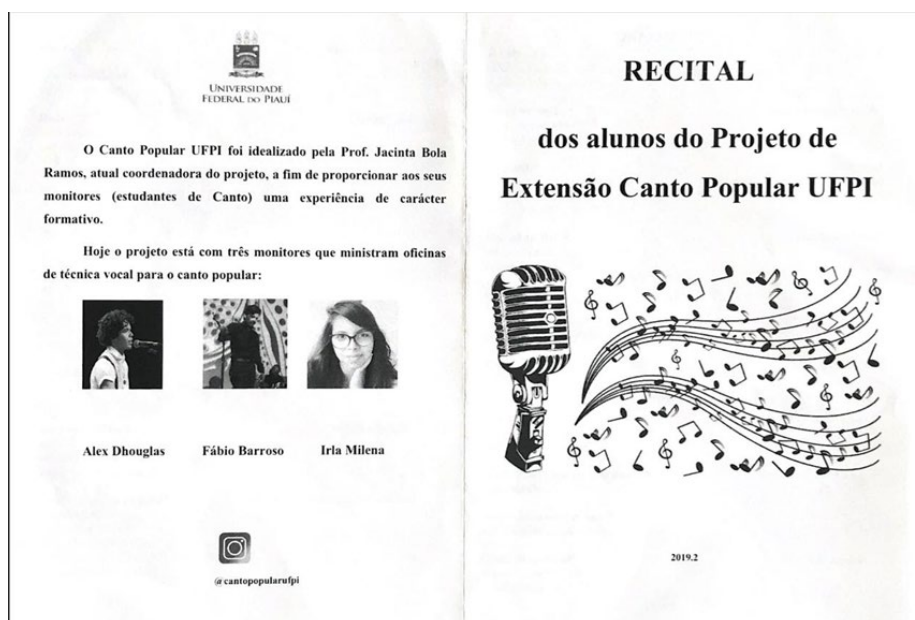 UNIVERSIDADE
FEDERAL DO PIAUÍ
O Canto Popular UFPI foi idealizado pela Prof. Jacinta Bola
Ramos, atual coordenadora do projeto, a fim de proporcionar aos seus
monitores (estudantes de Canto) uma experiência de carácter
formativo.
Hoje o projeto está com três monitores que ministram oficinas
de técnica vocal para o canto popular:
Alex Dhouglas
Fábio Barroso
Irla Milena
@cantopopularufpi
RECITAL
dos alunos do Projeto de
Extensão Canto Popular UFPI
2019.2